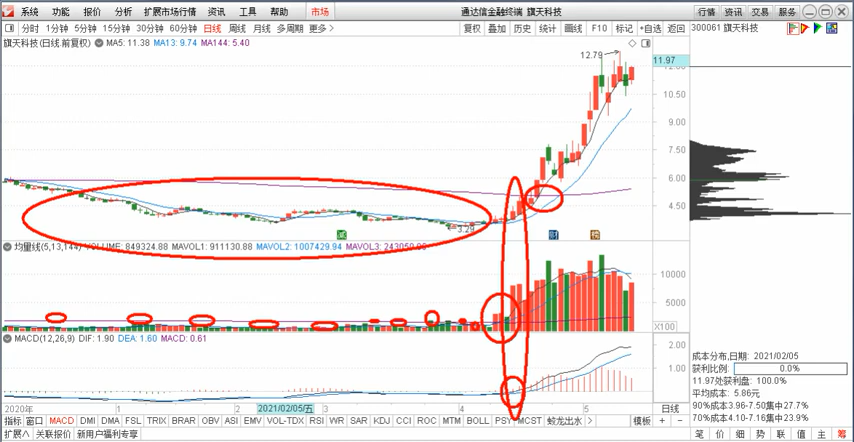 系统 功能 报价 分析 扩展市场行情 资讯 工具 帮助 市场 通达信金融终端 旗天科技 行情 资讯 交易 服务
分时 1分钟 5分钟 15分钟 30分钟 60分钟 日线 周线 月线 多周期 更多 > 复权 叠加 历史 统计 画线 F10 标记 +自选 返回 300061 旗天科技
旗天科技(日线 前复权) MA5: 11.38 MA13: 9.74 MA144: 5.40
12.79
11.97
12.00
10.50
9.00
7.50
6.00
4.50
3.29
减
财
均量线(5,13,144) VOLUME: 849324.88 MAVOL1: 911130.88 MAVOL2: 1007429.94 MAVOL3: 243050.88
10000
5000
X100
MACD(12,26,9) DIF: 1.90 DEA: 1.60 MACD: 0.61
2.00
1.00
0.00
成本分布,日期: 2021/02/05
获利比例: 0.0%
11.97处获利盘: 100.0%
平均成本: 5.86元
90%成本3.96-7.50集中27.7%
70%成本4.10-7.16集中23.9%
2020年 1 2 2021/02/05/五 3 4 5 日线
指标 窗口 MACD DMI DMA FSL TRIX BRAR OBV ASI EMV VOL-TDX RSI WR SAR KDJ CCI ROC MTM BOLL PSY MCST 蛟龙出水 > 模板 + -
扩展∧ 关联报价 新用户福利专享 笔 价 细 势 联 值 主 筹